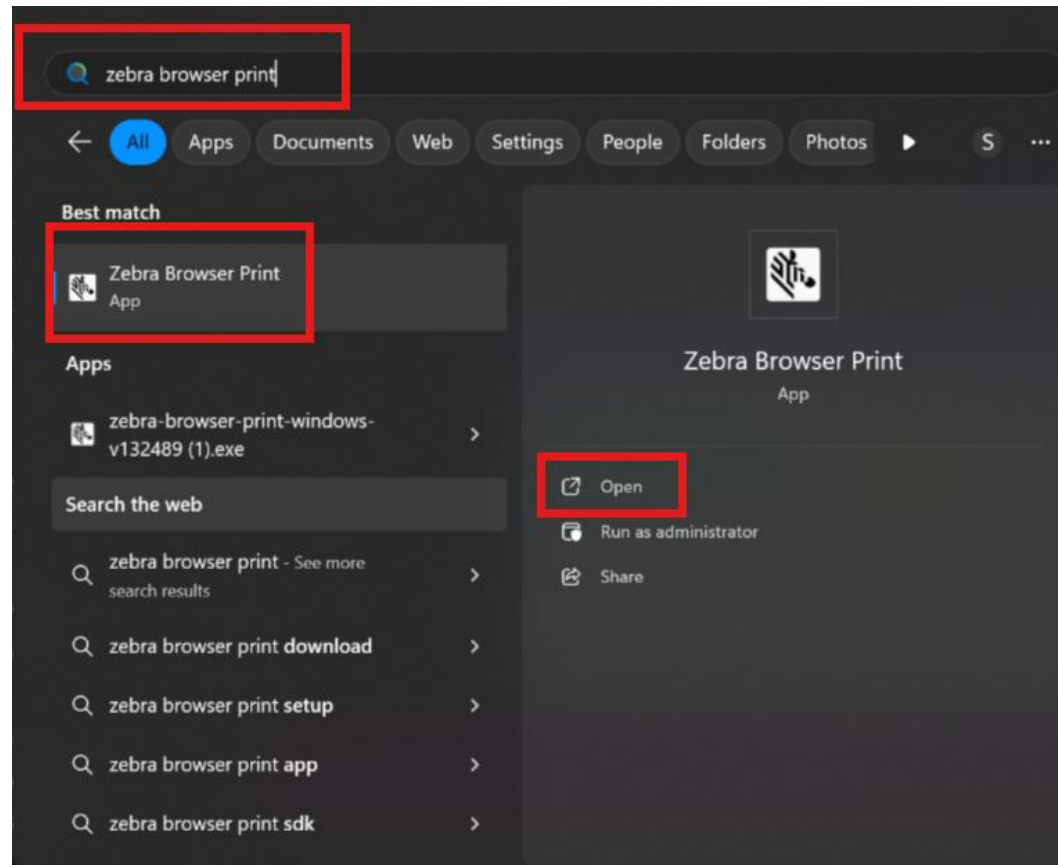 zebra browser print
All Apps Documents Web Settings People Folders Photos S ...
Best match
Zebra Browser Print
App
Apps
zebra-browser-print-windows-
v132489 (1).exe
Search the web
zebra browser print - See more
search results
zebra browser print download
zebra browser print setup
zebra browser print app
zebra browser print sdk
Zebra Browser Print
App
Open
Run as administrator
Share